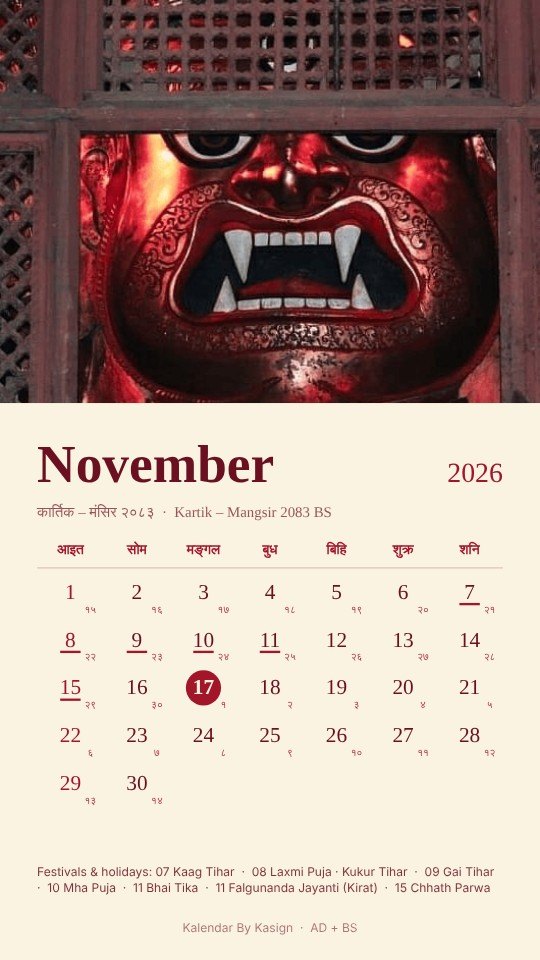 November 2026
कार्तिक – मंसिर २०८३ · Kartik – Mangsir 2083 BS
आइत सोम मङ्गल बुध बिहि शुक्र शनि
1 १५ 2 १६ 3 १७ 4 १८ 5 १९ 6 २० 7 २१
8 २२ 9 २३ 10 २४ 11 २५ 12 २६ 13 २७ 14 २८
15 २९ 16 ३० 17 १ 18 २ 19 ३ 20 ४ 21 ५
22 ६ 23 ७ 24 ८ 25 ९ 26 १० 27 ११ 28 १२
29 १३ 30 १४
Festivals & holidays: 07 Kaag Tihar · 08 Laxmi Puja · Kukur Tihar · 09 Gai Tihar
· 10 Mha Puja · 11 Bhai Tika · 11 Falgunanda Jayanti (Kirat) · 15 Chhath Parwa
Kalendar By Kasign · AD + BS